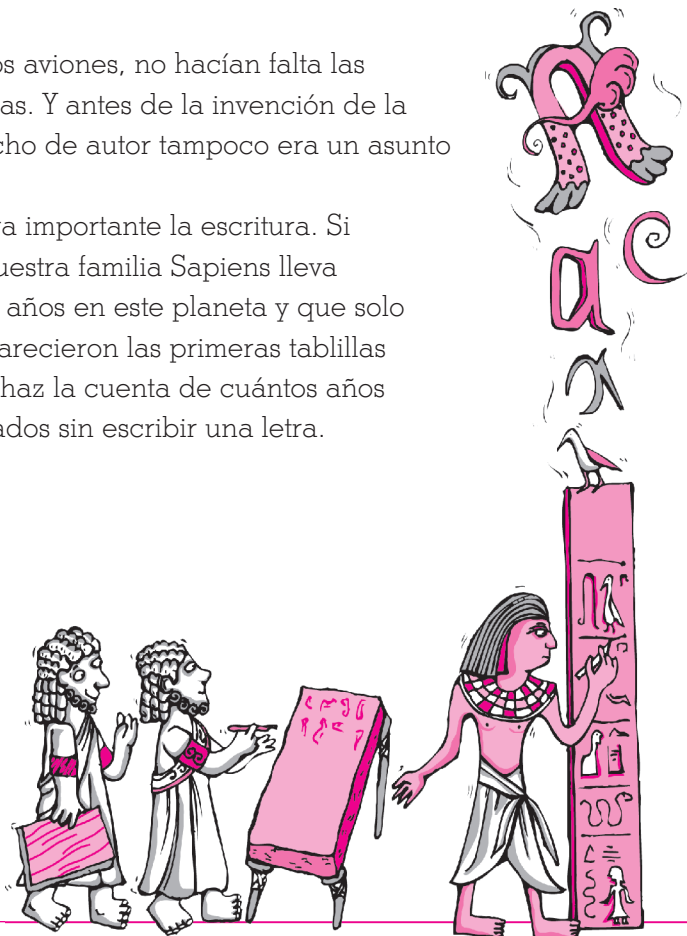 os aviones, no hacían falta las
as. Y antes de la invención de la
cho de autor tampoco era un asunto
a importante la escritura. Si
uestra familia Sapiens lleva
años en este planeta y que solo
arecieron las primeras tablillas
haz la cuenta de cuántos años
ados sin escribir una letra.
a